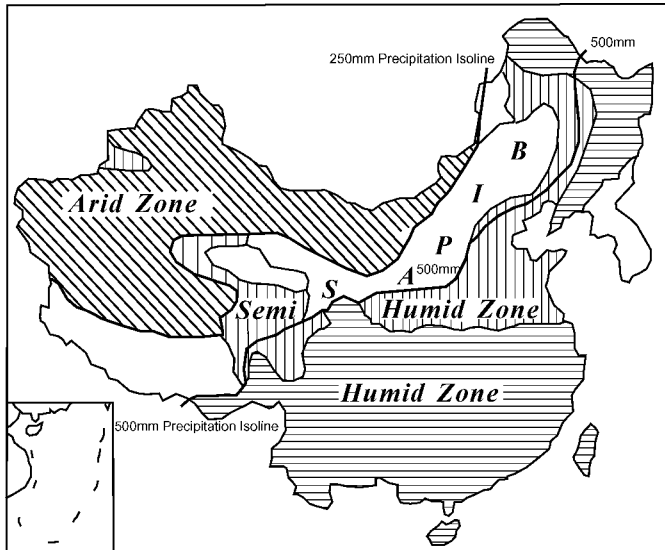 500mm
250mm Precipitation Isoline
B
Arid Zone
I
P
A 500mm
S
Semi Humid Zone
Humid Zone
500mm Precipitation Isoline